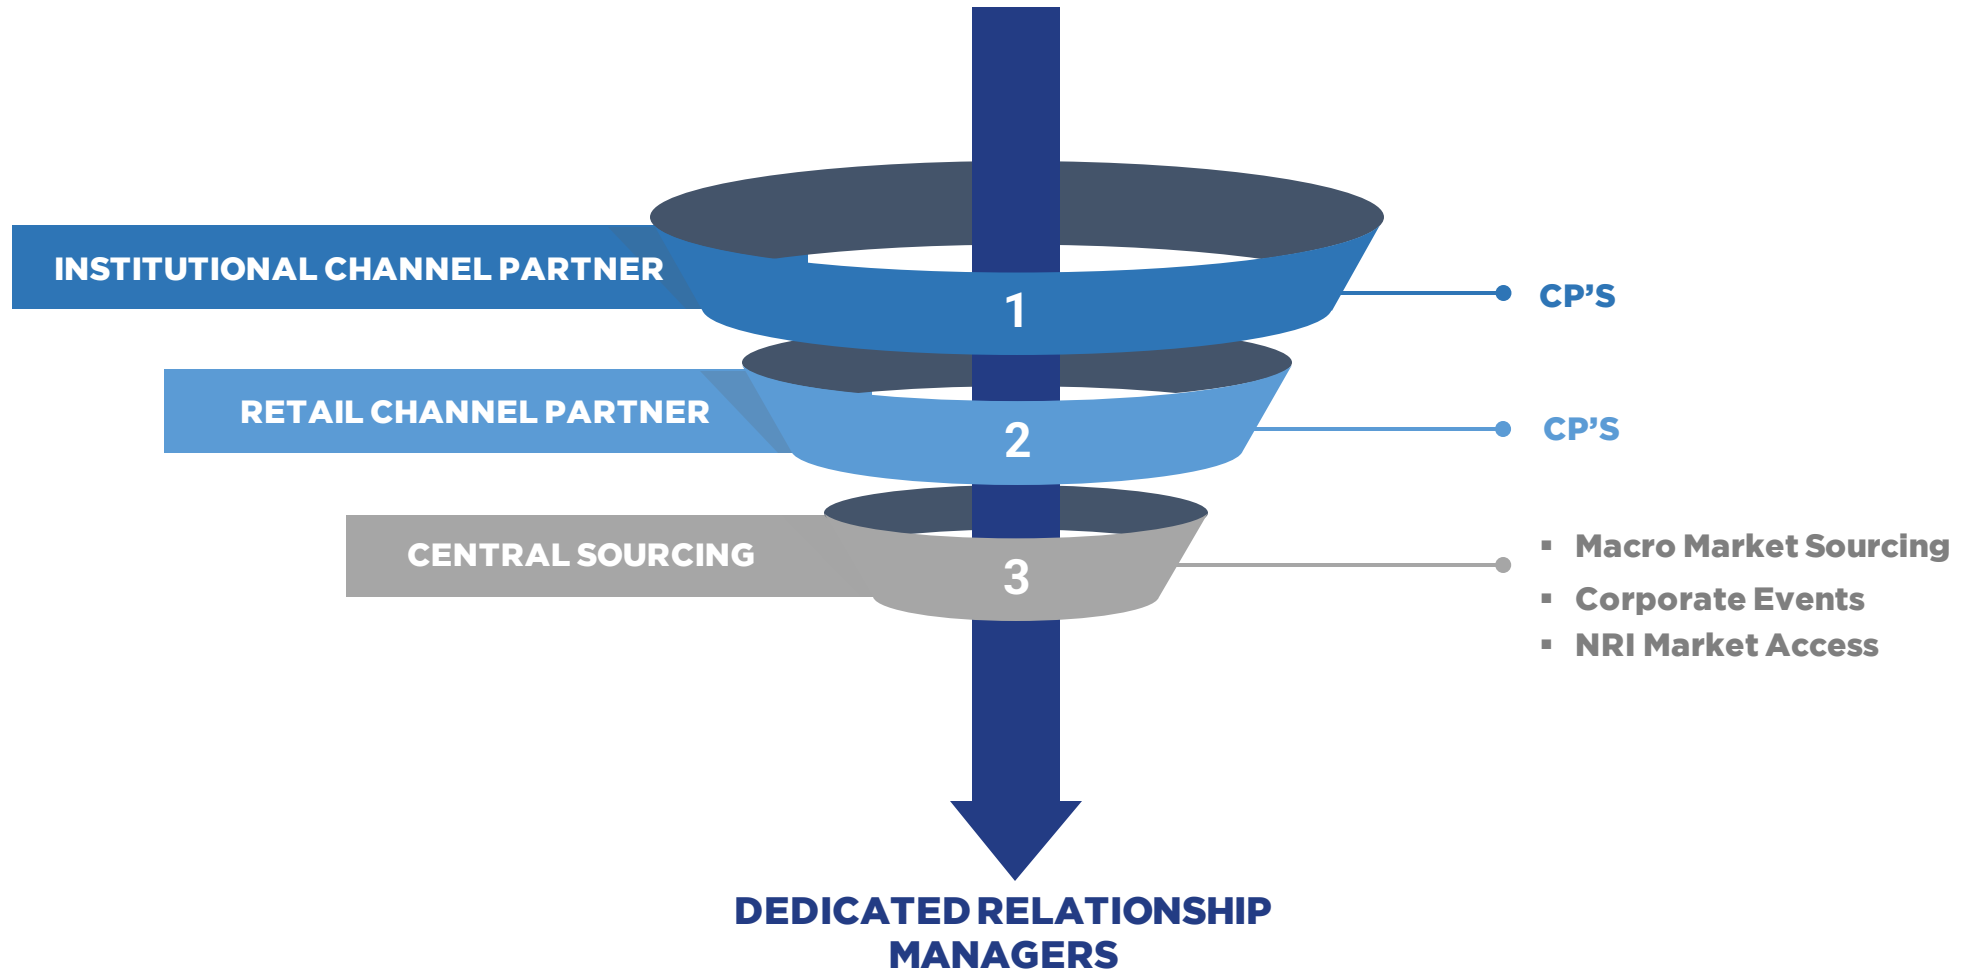 INSTITUTIONAL CHANNEL PARTNER
1
CP’S
RETAIL CHANNEL PARTNER
2
CP’S
CENTRAL SOURCING
3
▪ Macro Market Sourcing
▪ Corporate Events
▪ NRI Market Access
DEDICATED RELATIONSHIP
MANAGERS